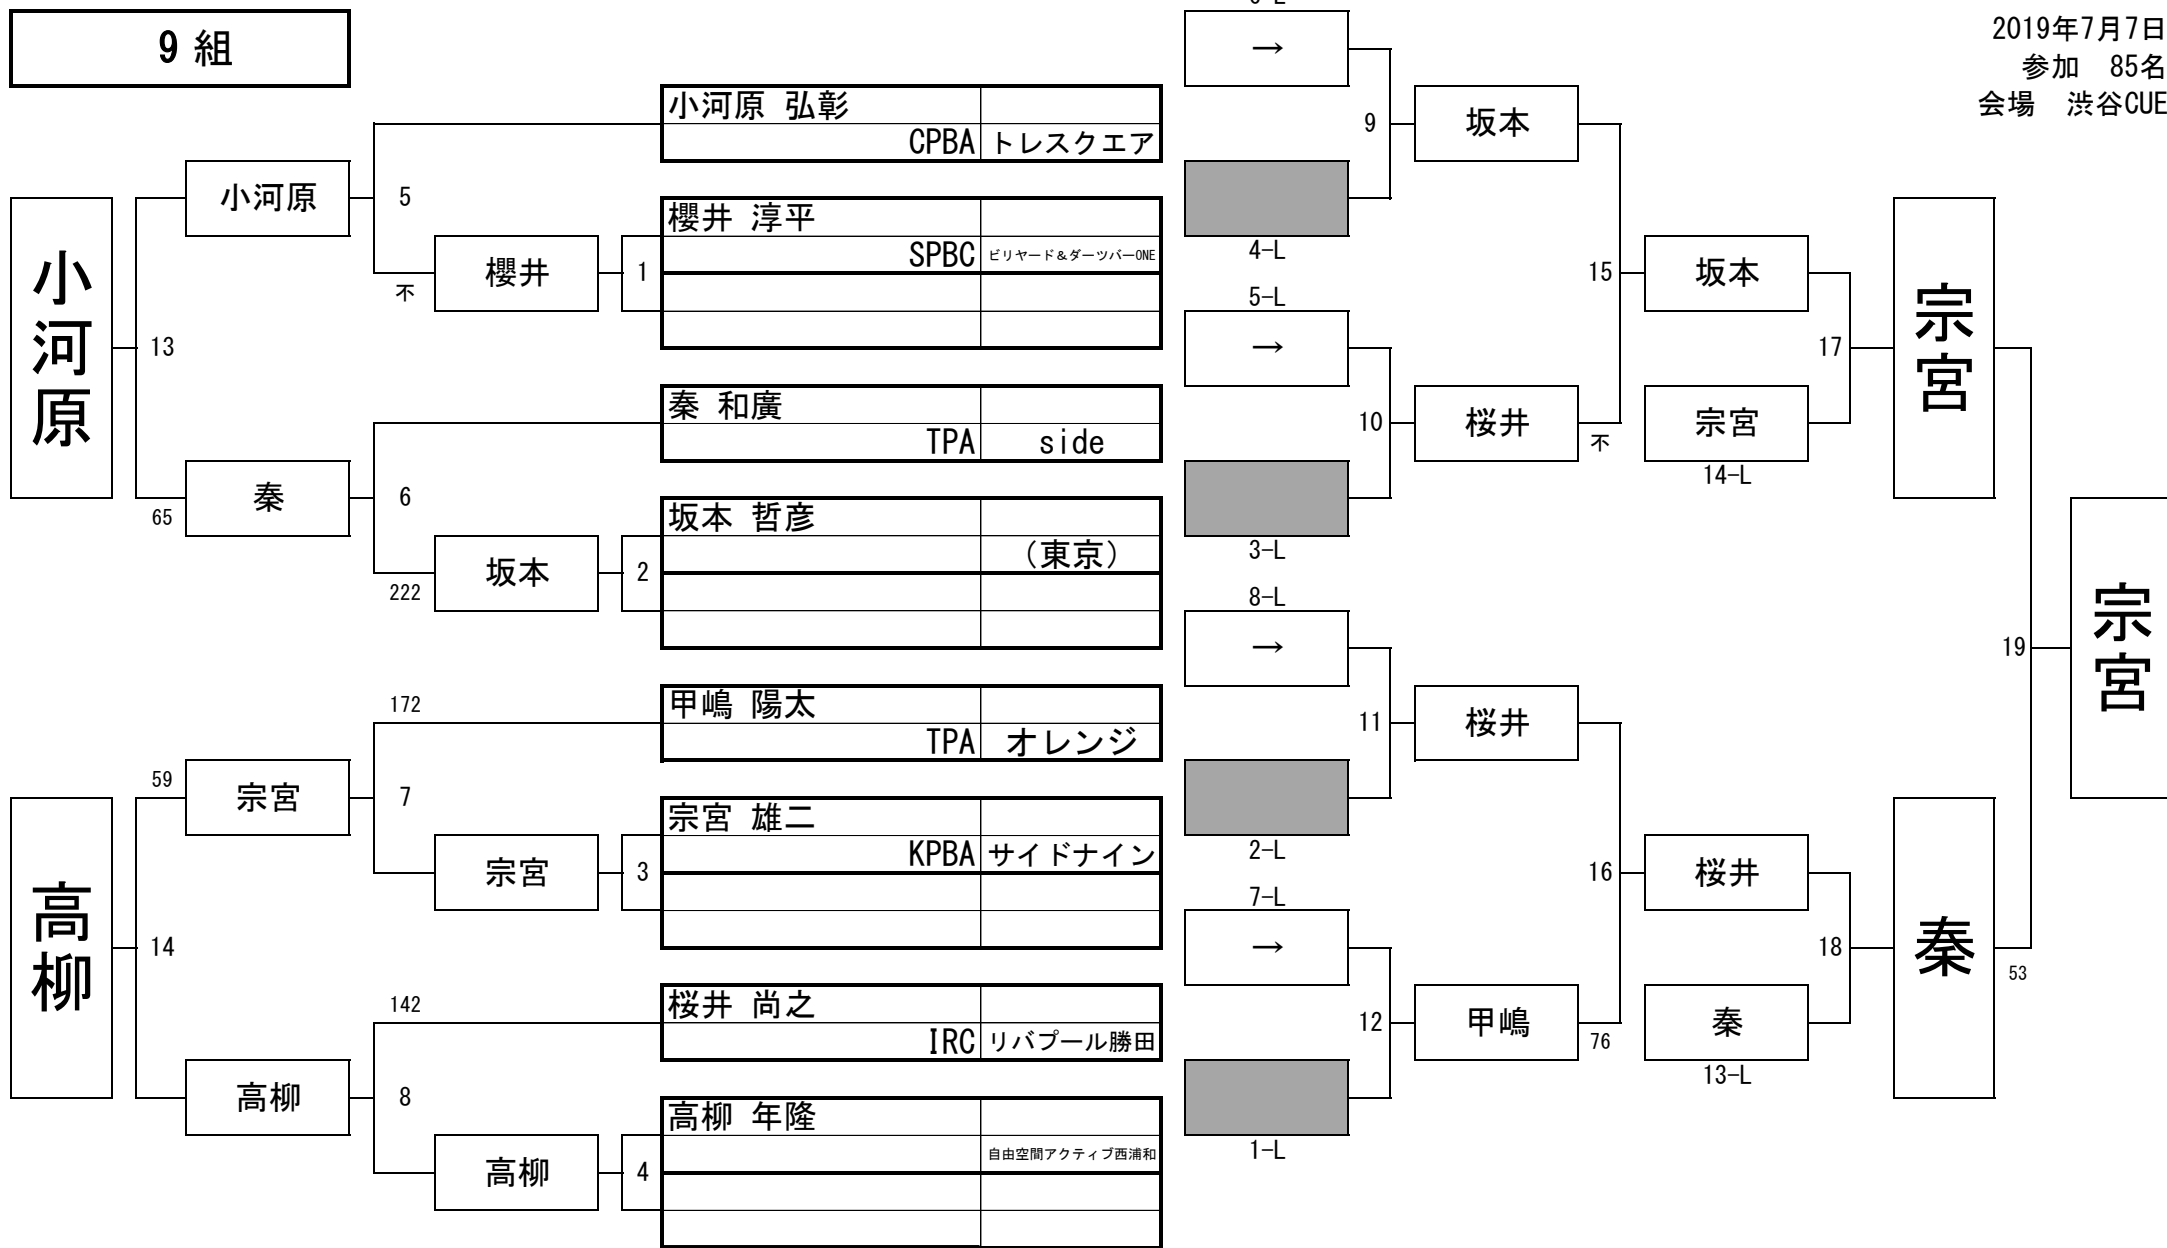 9 組
2019年7月7日
参加　85名
会場　渋谷CUE
小河原 弘彰
CPBA トレスクエア
小河原
5
櫻井 淳平
SPBC ビリヤード＆ダーツバーONE
櫻井
1
不
小河原
13
秦 和廣
TPA side
秦
6
65
坂本 哲彦
（東京）
坂本
2
222
甲嶋 陽太
TPA オレンジ
172
59
宗宮
7
宗宮 雄二
KPBA サイドナイン
宗宮
3
高柳
14
桜井 尚之
IRC リバプール勝田
142
高柳
8
高柳 年隆
自由空間アクティブ西浦和
高柳
4
→
9
坂本
4-L
5-L
→
10
桜井
不
3-L
15
坂本
17
宗宮
14-L
宗宮
8-L
→
11
桜井
2-L
7-L
→
12
甲嶋
76
1-L
16
桜井
18
秦
13-L
秦
53
19
宗宮